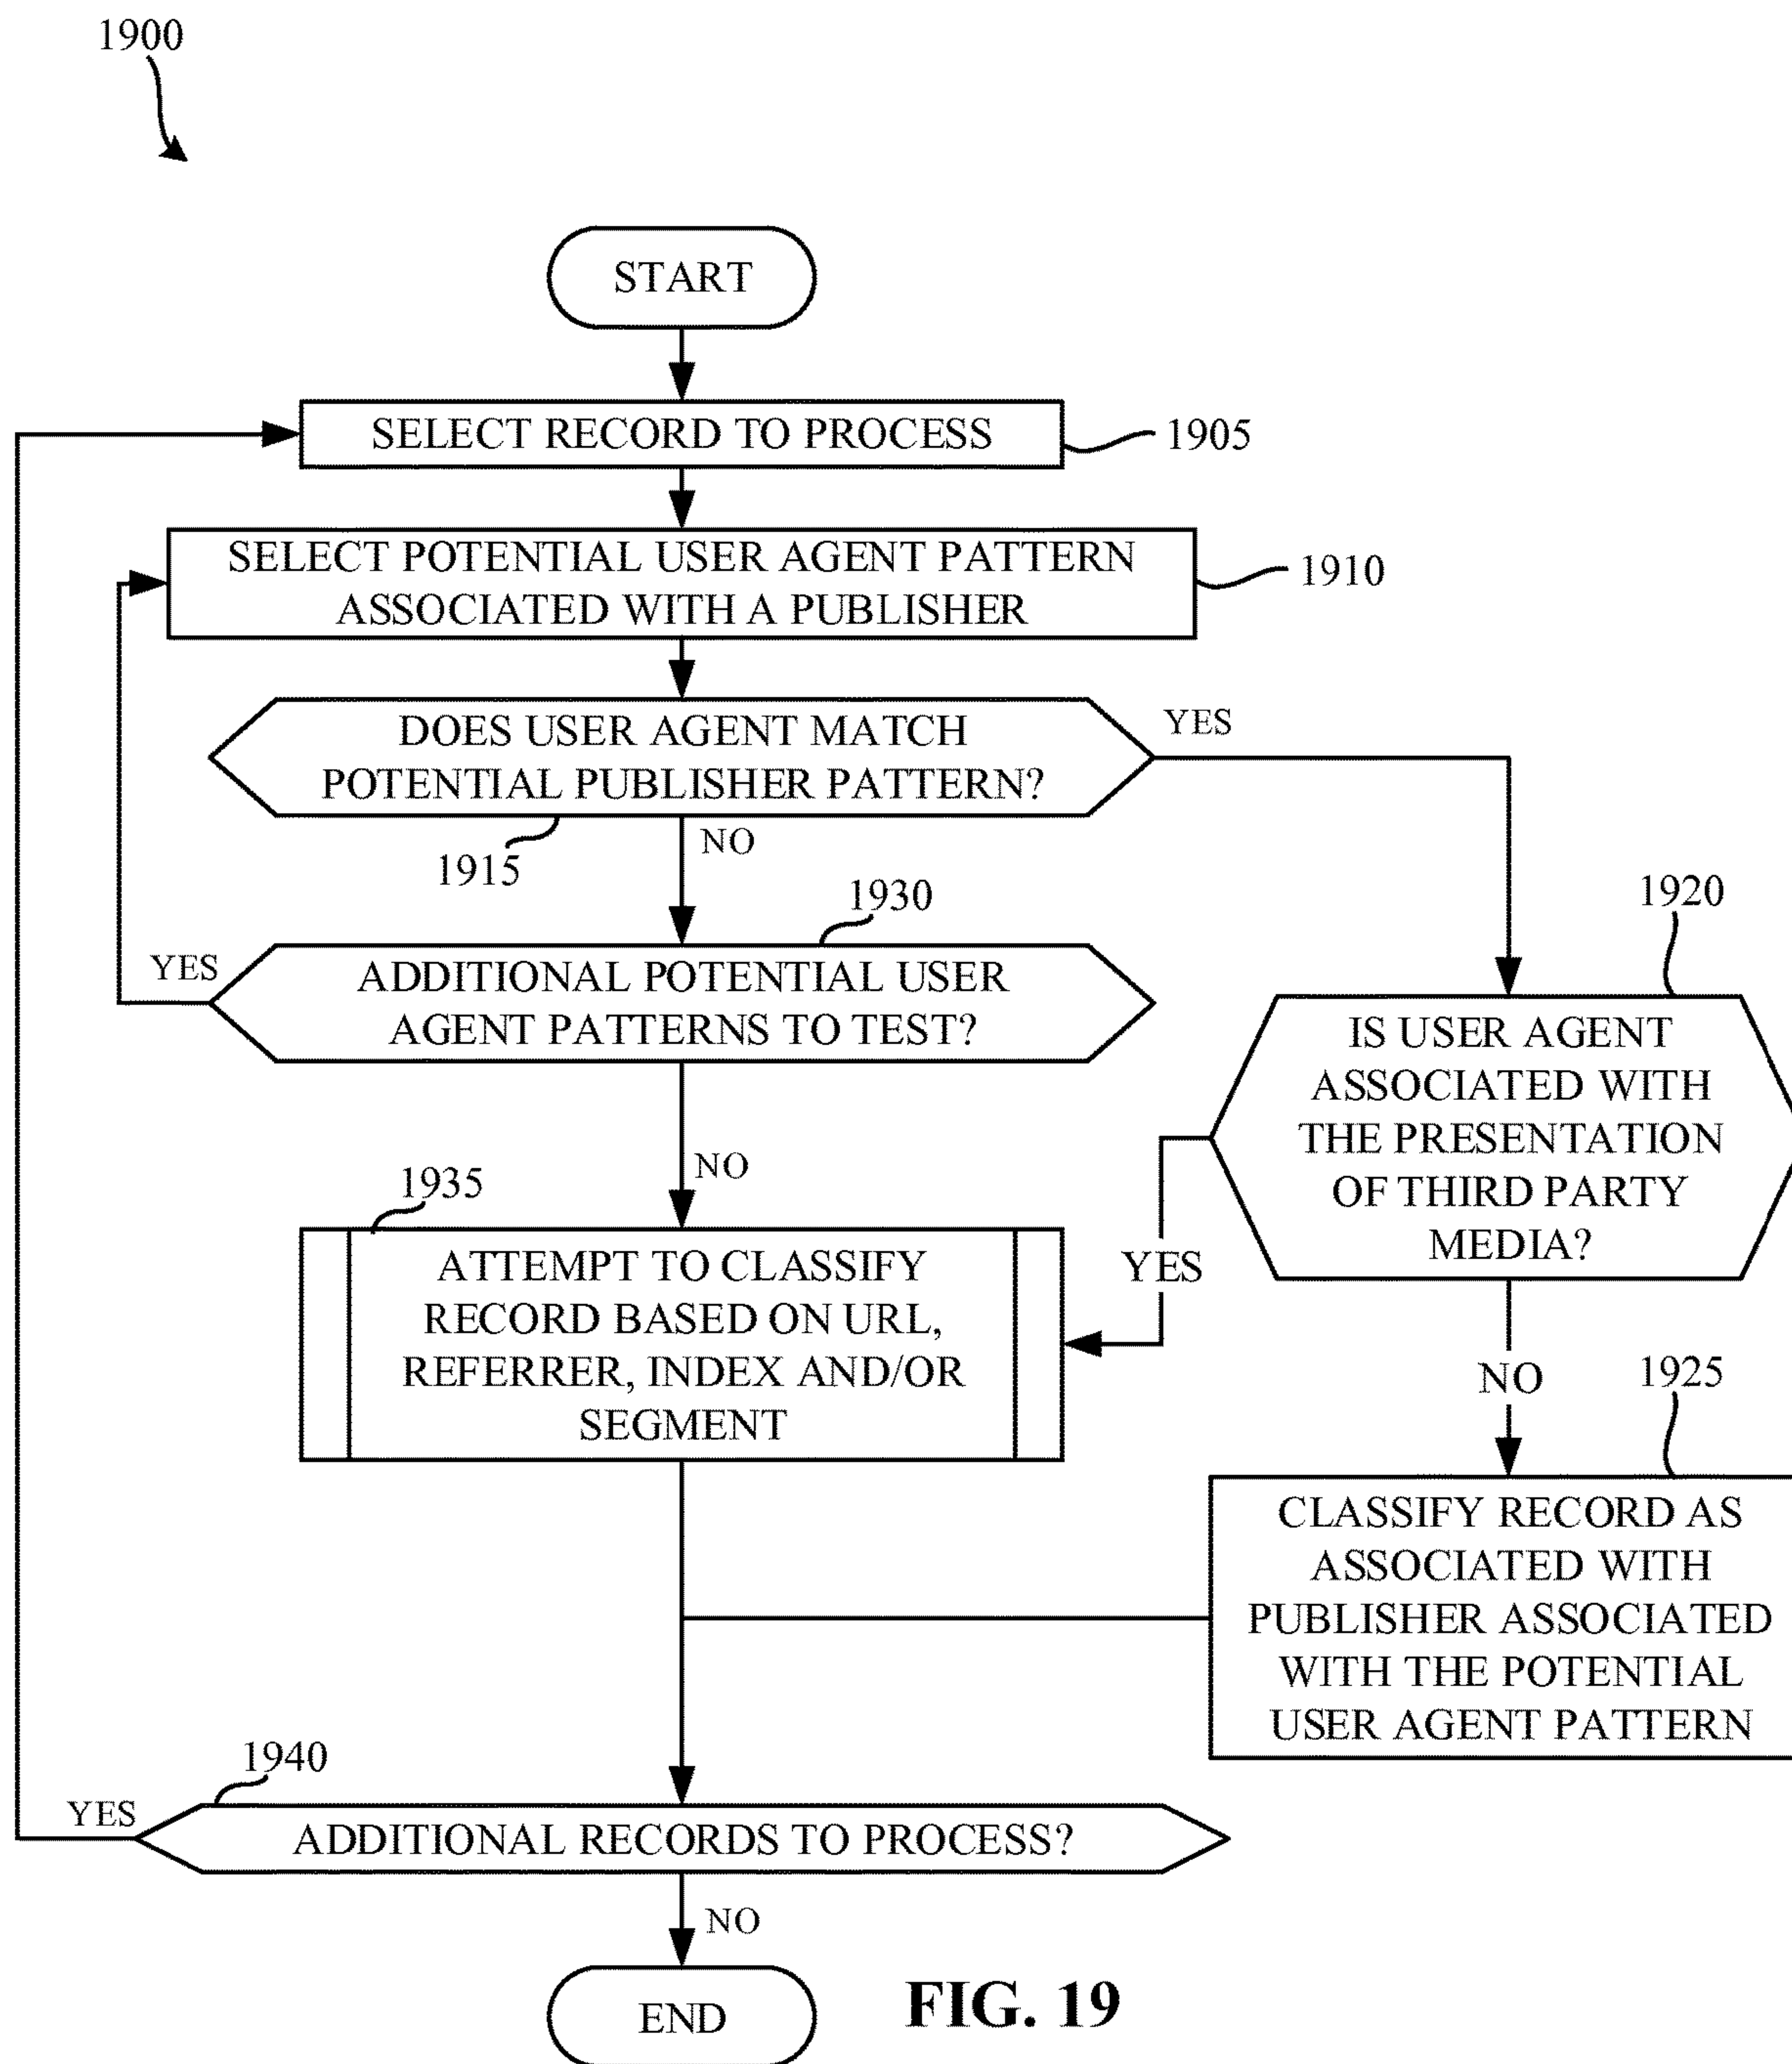 1900
START
SELECT RECORD TO PROCESS
1905
SELECT POTENTIAL USER AGENT PATTERN
ASSOCIATED WITH A PUBLISHER
1910
DOES USER AGENT MATCH
POTENTIAL PUBLISHER PATTERN?
YES
1915
NO
1930
1920
YES
ADDITIONAL POTENTIAL USER
AGENT PATTERNS TO TEST?
IS USER AGENT
ASSOCIATED WITH
THE PRESENTATION
OF THIRD PARTY
MEDIA?
NO
1935
YES
ATTEMPT TO CLASSIFY
RECORD BASED ON URL,
REFERRER, INDEX AND/OR
SEGMENT
NO
1925
CLASSIFY RECORD AS
ASSOCIATED WITH
PUBLISHER ASSOCIATED
WITH THE POTENTIAL
USER AGENT PATTERN
1940
YES
ADDITIONAL RECORDS TO PROCESS?
NO
END
FIG. 19